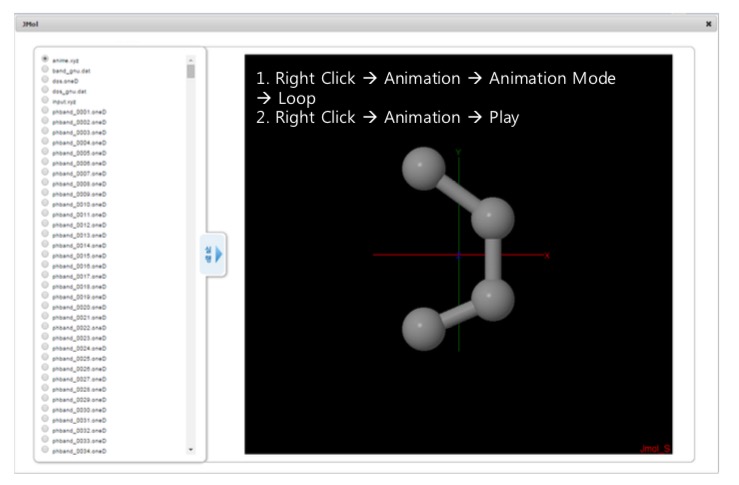 JMol
×
anime.xyz
band_gnu.dat
dos.oneD
dos_gnu.dat
input.xyz
phband_0001.oneD
phband_0002.oneD
phband_0003.oneD
phband_0004.oneD
phband_0005.oneD
phband_0006.oneD
phband_0007.oneD
phband_0008.oneD
phband_0009.oneD
phband_0010.oneD
phband_0011.oneD
phband_0012.oneD
phband_0013.oneD
phband_0014.oneD
phband_0015.oneD
phband_0016.oneD
phband_0017.oneD
phband_0018.oneD
phband_0019.oneD
phband_0020.oneD
phband_0021.oneD
phband_0022.oneD
phband_0023.oneD
phband_0024.oneD
phband_0025.oneD
phband_0026.oneD
phband_0027.oneD
phband_0028.oneD
phband_0029.oneD
phband_0030.oneD
phband_0031.oneD
phband_0032.oneD
phband_0033.oneD
phband_0034.oneD
실행
1. Right Click → Animation → Animation Mode
→ Loop
2. Right Click → Animation → Play
Y
X
Jmol_S